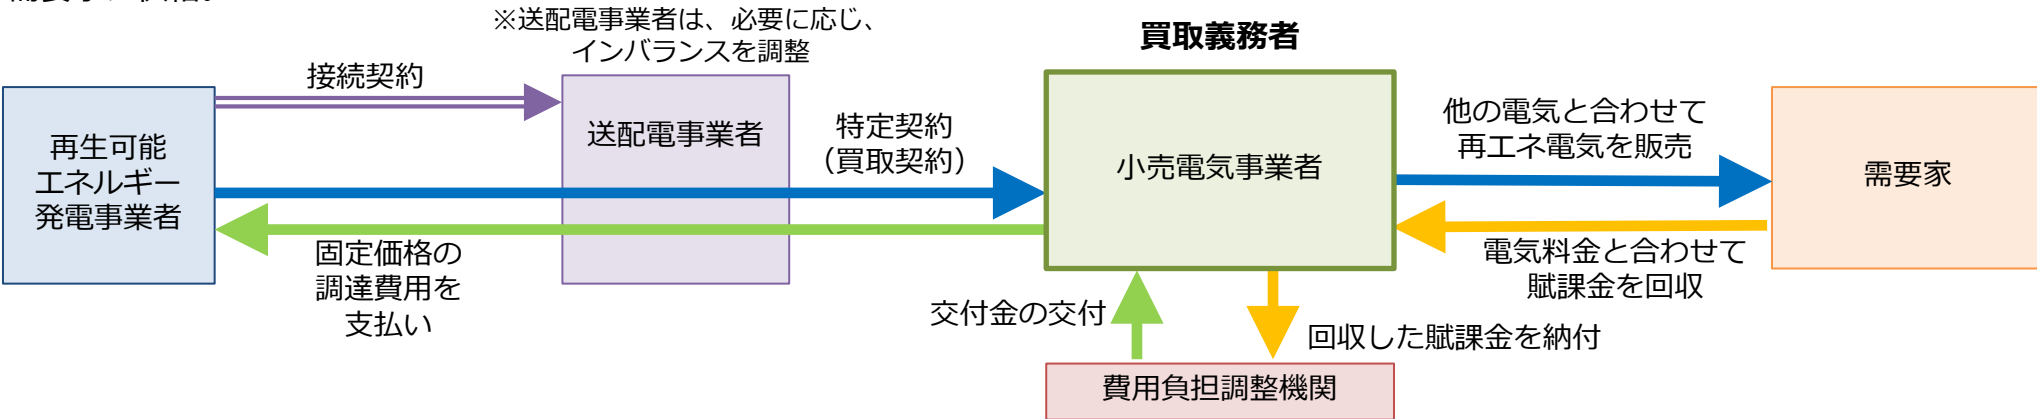 ※送配電事業者は、必要に応じ、
インバランスを調整
買取義務者
接続契約
再生可能
エネルギー
発電事業者
送配電事業者
特定契約
（買取契約）
小売電気事業者
他の電気と合わせて
再エネ電気を販売
需要家
固定価格の
調達費用を
支払い
電気料金と合わせて
賦課金を回収
交付金の交付
回収した賦課金を納付
費用負担調整機関